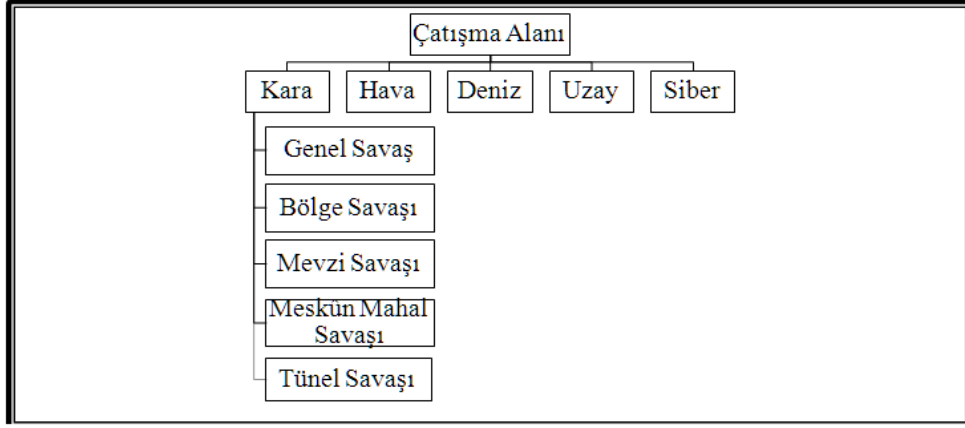 Çatışma Alanı
Kara
Hava
Deniz
Uzay
Siber
Genel Savaş
Bölge Savaşı
Mevzi Savaşı
Meskün Mahal
Savaşı
Tünel Savaşı